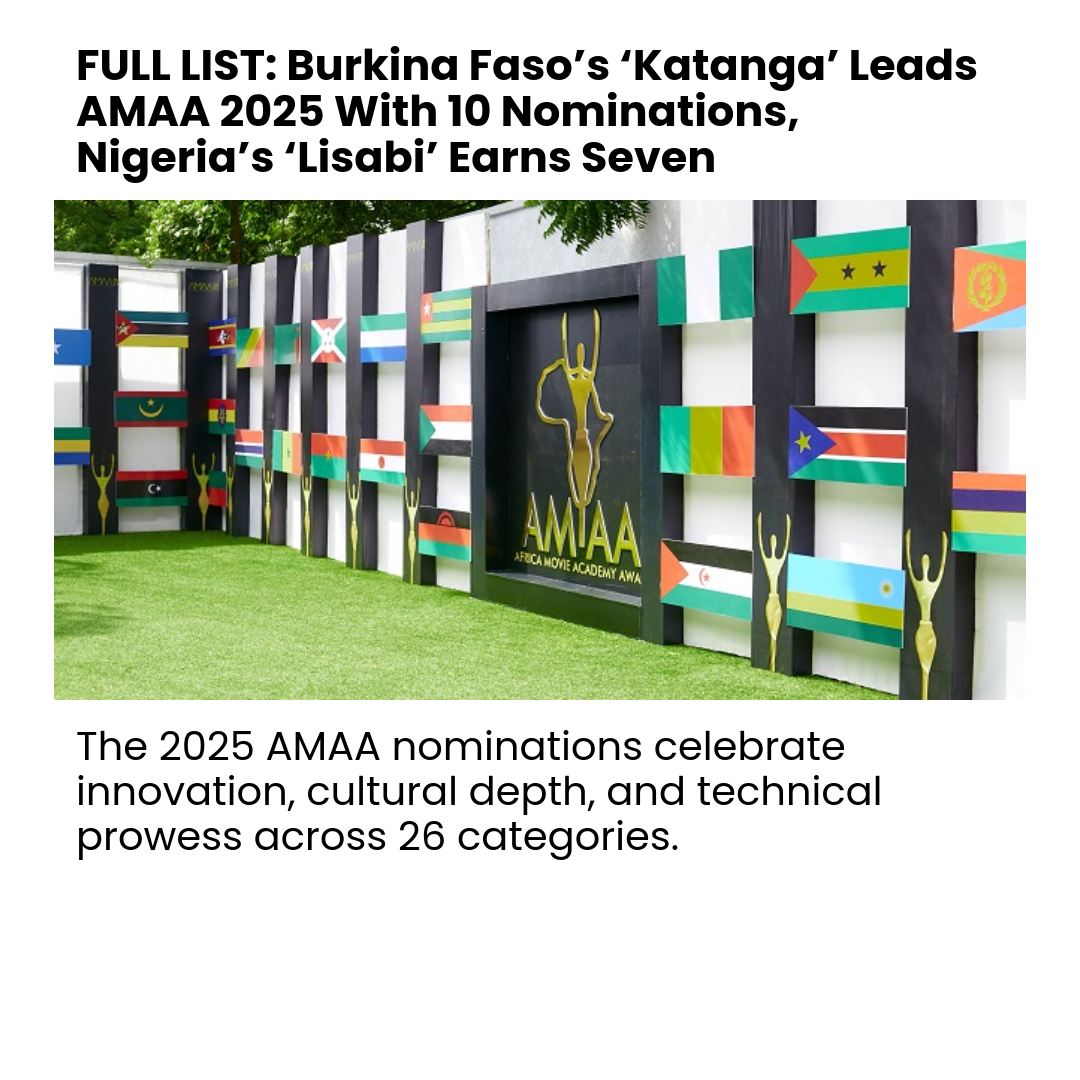 FULL LIST: Burkina Faso’s ‘Katanga’ Leads
AMAA 2025 With 10 Nominations,
Nigeria’s ‘Lisabi’ Earns Seven
AMAA
AFRICA MOVIE ACADEMY AWA
The 2025 AMAA nominations celebrate
innovation, cultural depth, and technical
prowess across 26 categories.